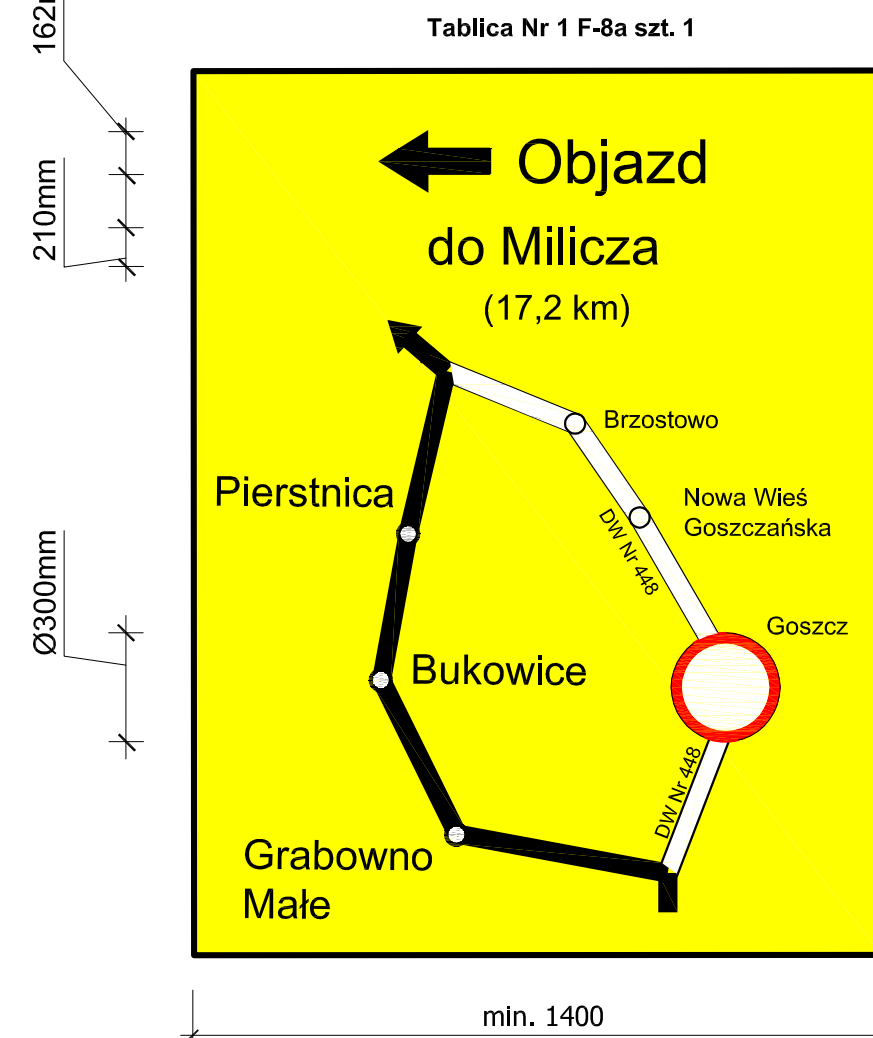 Tablica Nr 1 F-8a szt. 1
210mm
Objazd
do Milicza
(17,2 km)
Brzostowo
Pierstnica
Nowa Wieś
Goszczańska
DW Nr 448
Ø300mm
Goszcz
Bukowice
DW Nr 448
Grabowno
Małe
min. 1400